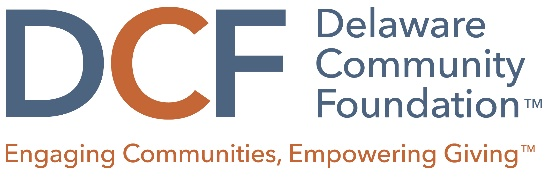 DCF
Delaware
Community
Foundation™
Engaging Communities, Empowering Giving™